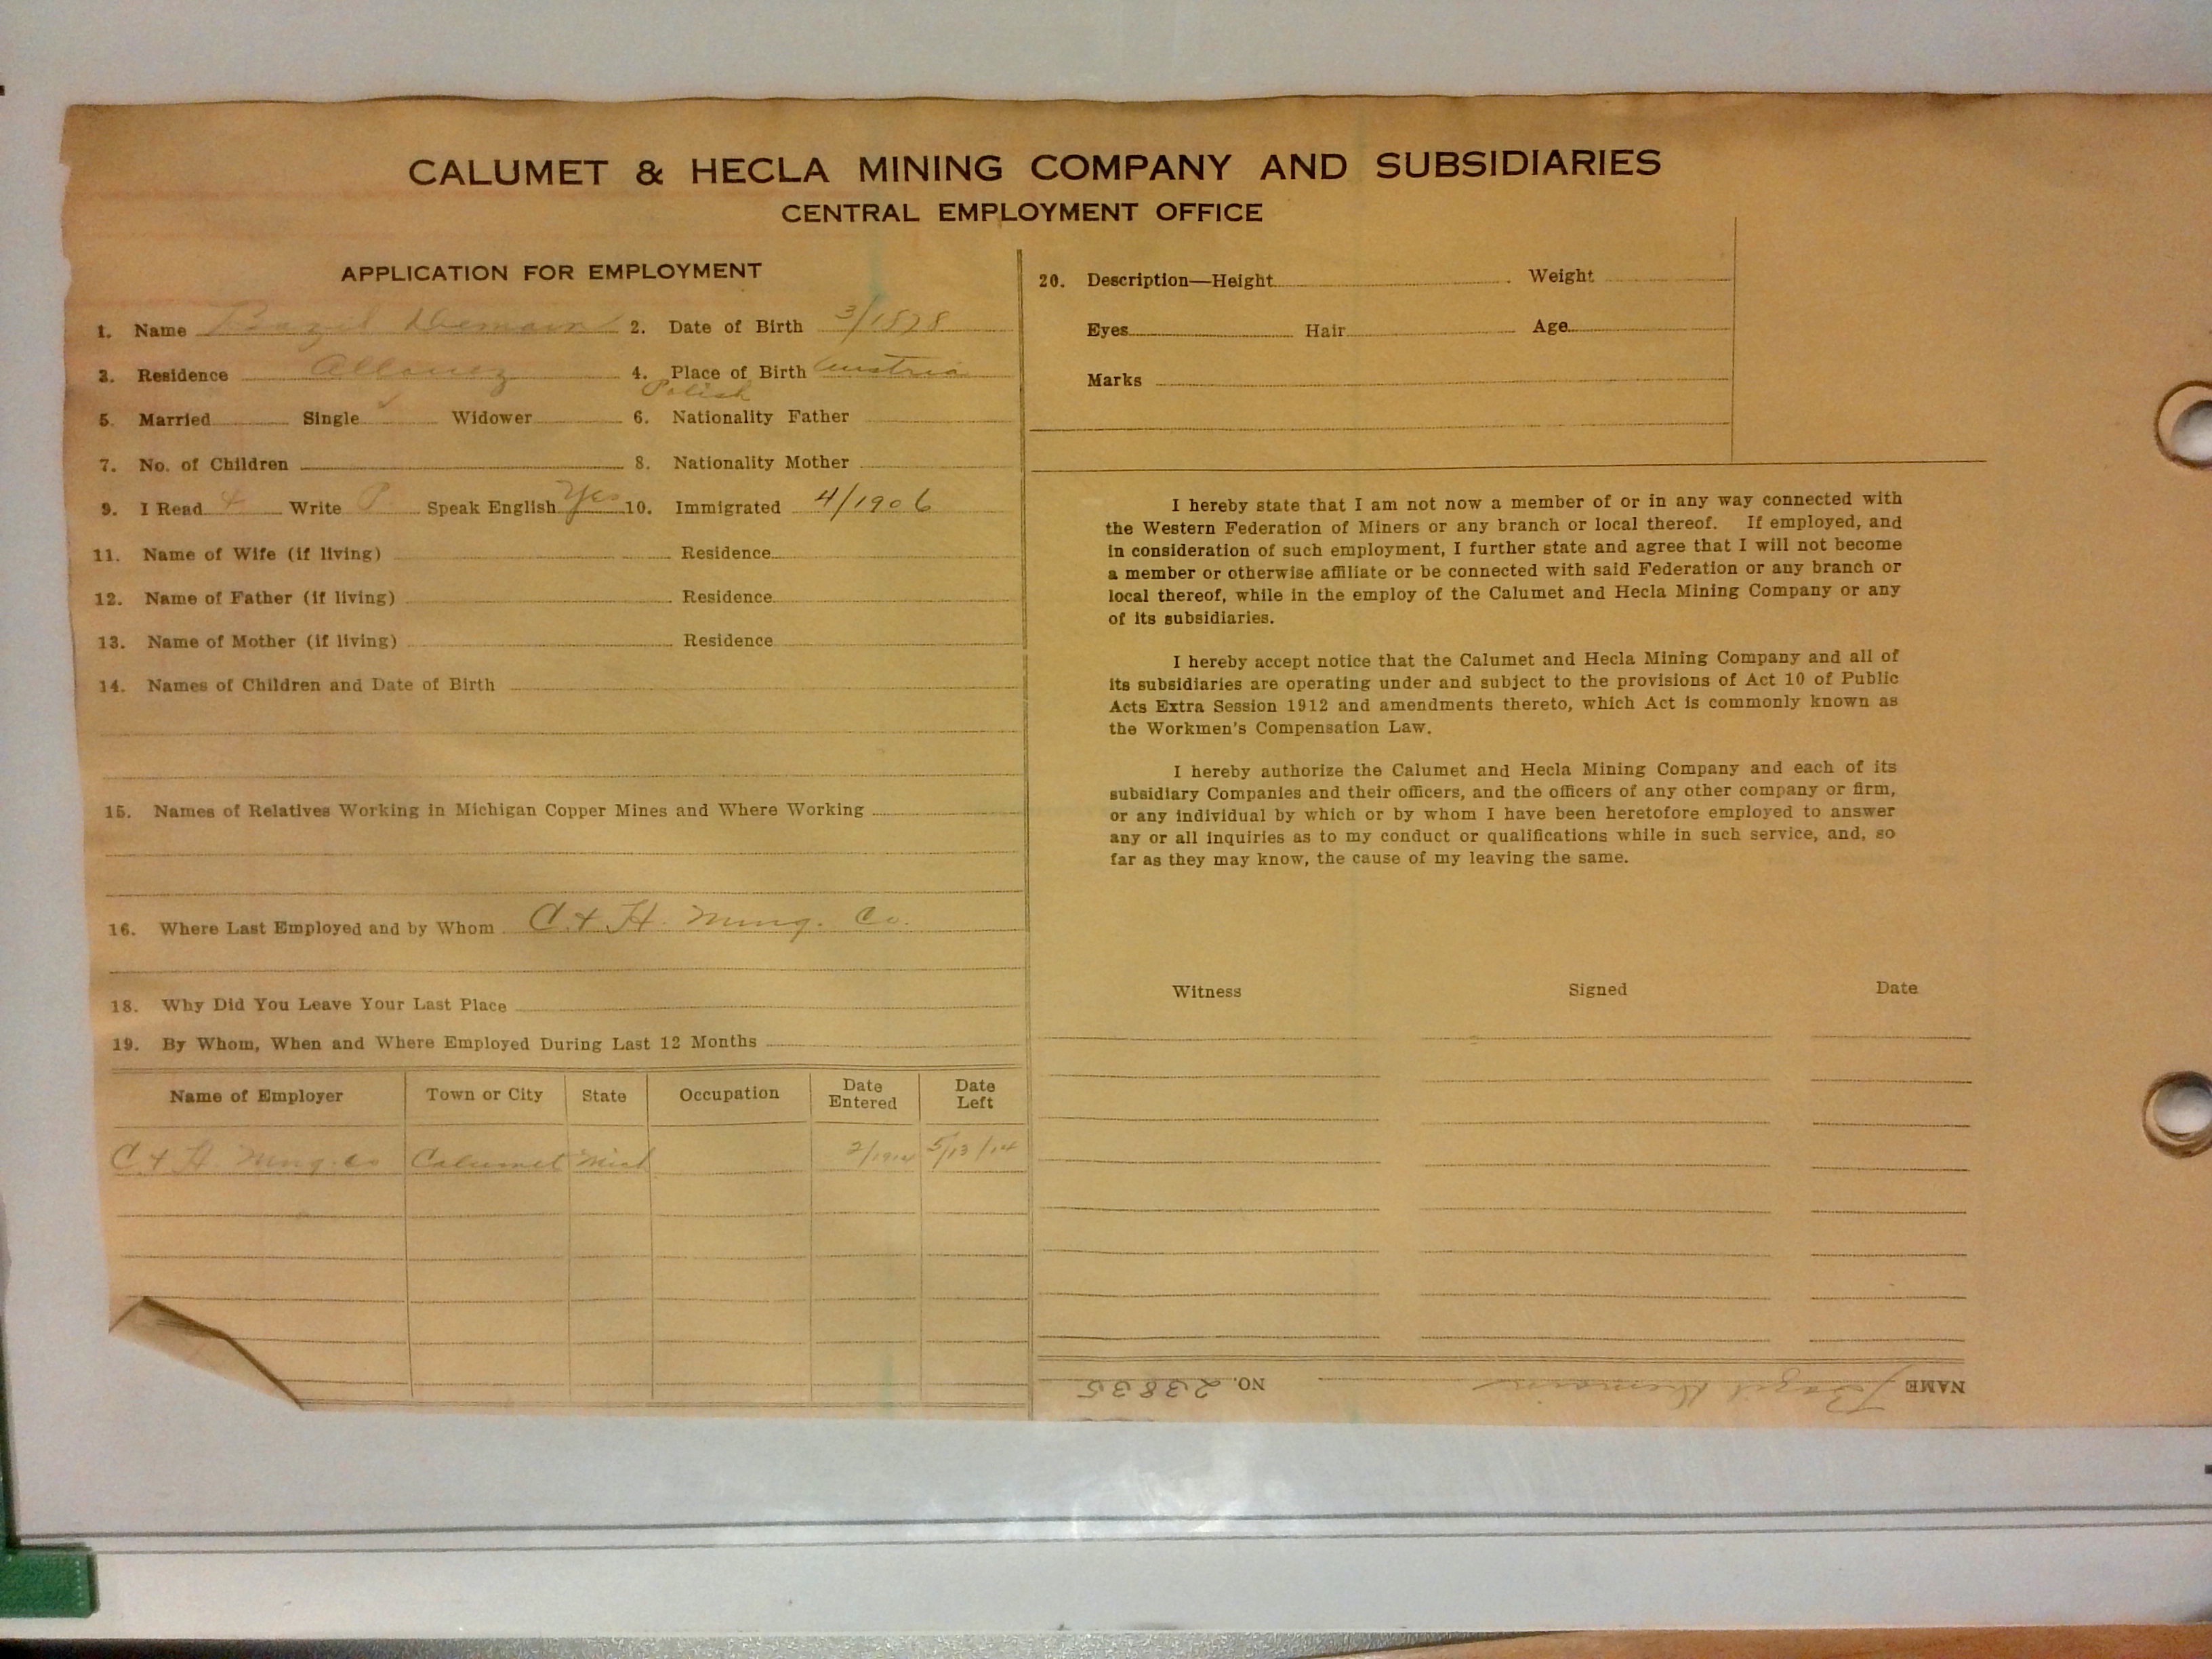 CALUMET & HECLA MINING COMPANY AND SUBSIDIARIES
CENTRAL EMPLOYMENT OFFICE
APPLICATION FOR EMPLOYMENT
1. Name 2. Date of Birth 3/1878
3. Residence Allouez 4. Place of Birth Austria
Polish
5. Married Single ✓ Widower 6. Nationality Father
7. No. of Children 8. Nationality Mother
9. I Read & Write P. Speak English Yes 10. Immigrated 4/1906
11. Name of Wife (if living) Residence
12. Name of Father (if living) Residence
13. Name of Mother (if living) Residence
14. Names of Children and Date of Birth
15. Names of Relatives Working in Michigan Copper Mines and Where Working
16. Where Last Employed and by Whom C. & H. Mng. Co.
18. Why Did You Leave Your Last Place
19. By Whom, When and Where Employed During Last 12 Months
Name of Employer Town or City State Occupation Date Entered Date Left
C & H. Mng. Co Calumet Mich 5/13/14
20. Description—Height Weight
Eyes Hair Age
Marks
I hereby state that I am not now a member of or in any way connected with
the Western Federation of Miners or any branch or local thereof. If employed, and
in consideration of such employment, I further state and agree that I will not become
a member or otherwise affiliate or be connected with said Federation or any branch or
local thereof, while in the employ of the Calumet and Hecla Mining Company or any
of its subsidiaries.
I hereby accept notice that the Calumet and Hecla Mining Company and all of
its subsidiaries are operating under and subject to the provisions of Act 10 of Public
Acts Extra Session 1912 and amendments thereto, which Act is commonly known as
the Workmen's Compensation Law.
I hereby authorize the Calumet and Hecla Mining Company and each of its
subsidiary Companies and their officers, and the officers of any other company or firm,
or any individual by which or by whom I have been heretofore employed to answer
any or all inquiries as to my conduct or qualifications while in such service, and, so
far as they may know, the cause of my leaving the same.
Witness Signed Date
NAME NO. 23835